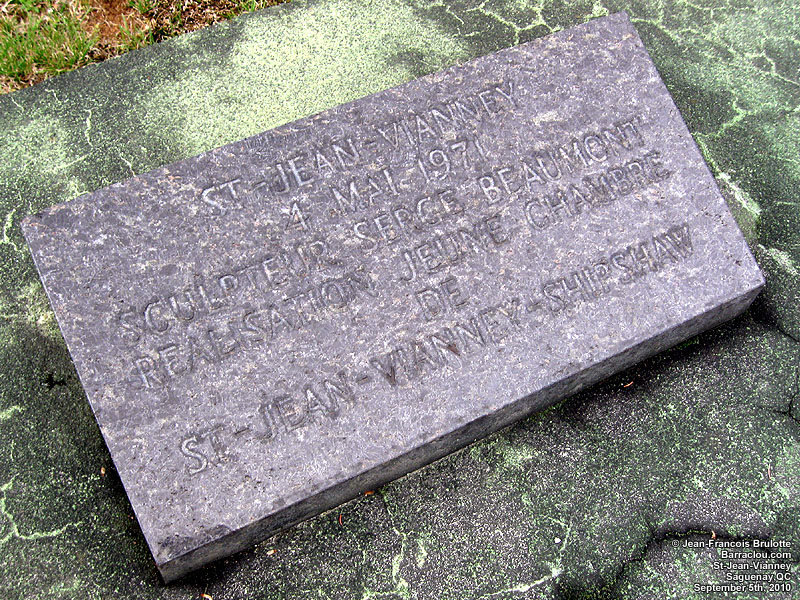 ST-JEAN-VIANNEY
4 MAI 1971
SCULPTEUR SERGE BEAUMONT
REALISATION JEUNE CHAMBRE
DE
ST-JEAN-VIANNEY-SHIPSHAW
© Jean-Francois Brulotte
Barraclou.com
St-Jean-Vianney
Saguenay,QC
September 5th, 2010